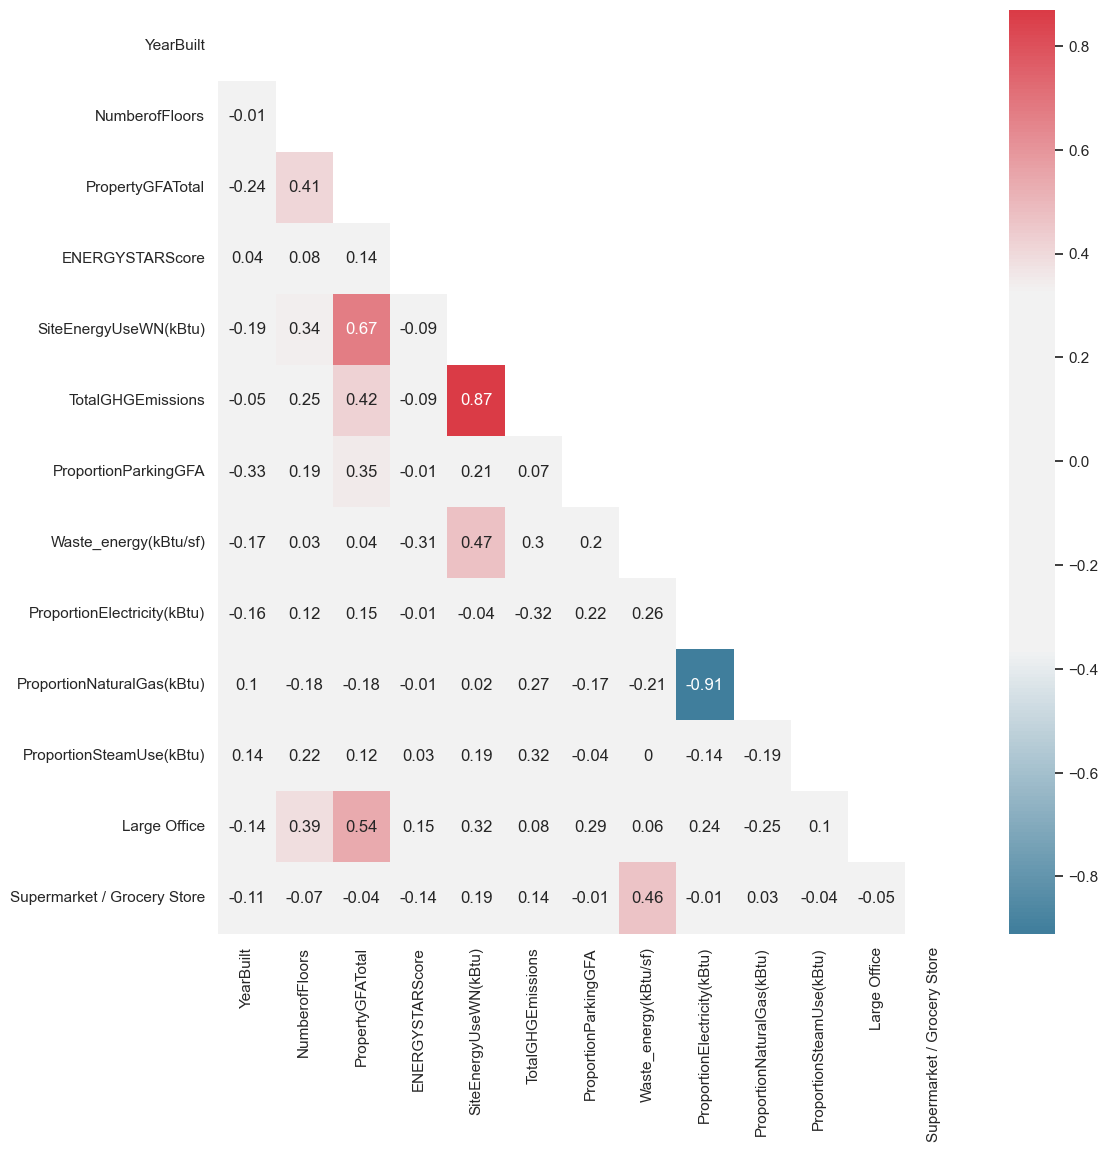 YearBuilt
NumberofFloors -0.01
PropertyGFATotal -0.24 0.41
ENERGYSTARScore 0.04 0.08 0.14
SiteEnergyUseWN(kBtu) -0.19 0.34 0.67 -0.09
TotalGHGEmissions -0.05 0.25 0.42 -0.09 0.87
ProportionParkingGFA -0.33 0.19 0.35 -0.01 0.21 0.07
Waste_energy(kBtu/sf) -0.17 0.03 0.04 -0.31 0.47 0.3 0.2
ProportionElectricity(kBtu) -0.16 0.12 0.15 -0.01 -0.04 -0.32 0.22 0.26
ProportionNaturalGas(kBtu) 0.1 -0.18 -0.18 -0.01 0.02 0.27 -0.17 -0.21 -0.91
ProportionSteamUse(kBtu) 0.14 0.22 0.12 0.03 0.19 0.32 -0.04 0 -0.14 -0.19
Large Office -0.14 0.39 0.54 0.15 0.32 0.08 0.29 0.06 0.24 -0.25 0.1
Supermarket / Grocery Store -0.11 -0.07 -0.04 -0.14 0.19 0.14 -0.01 0.46 -0.01 0.03 -0.04 -0.05
YearBuilt
NumberofFloors
PropertyGFATotal
ENERGYSTARScore
SiteEnergyUseWN(kBtu)
TotalGHGEmissions
ProportionParkingGFA
Waste_energy(kBtu/sf)
ProportionElectricity(kBtu)
ProportionNaturalGas(kBtu)
ProportionSteamUse(kBtu)
Large Office
Supermarket / Grocery Store
0.8
0.6
0.4
0.2
0.0
−0.2
−0.4
−0.6
−0.8